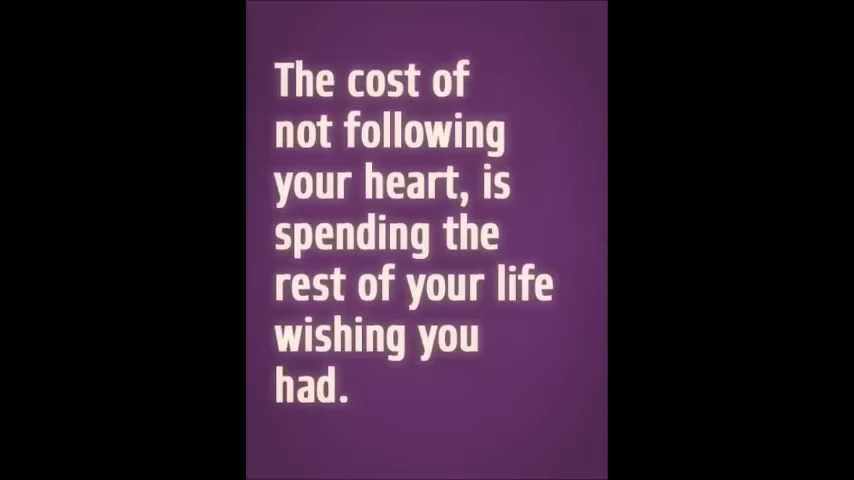 The cost of
not following
your heart, is
spending the
rest of your life
wishing you
had.